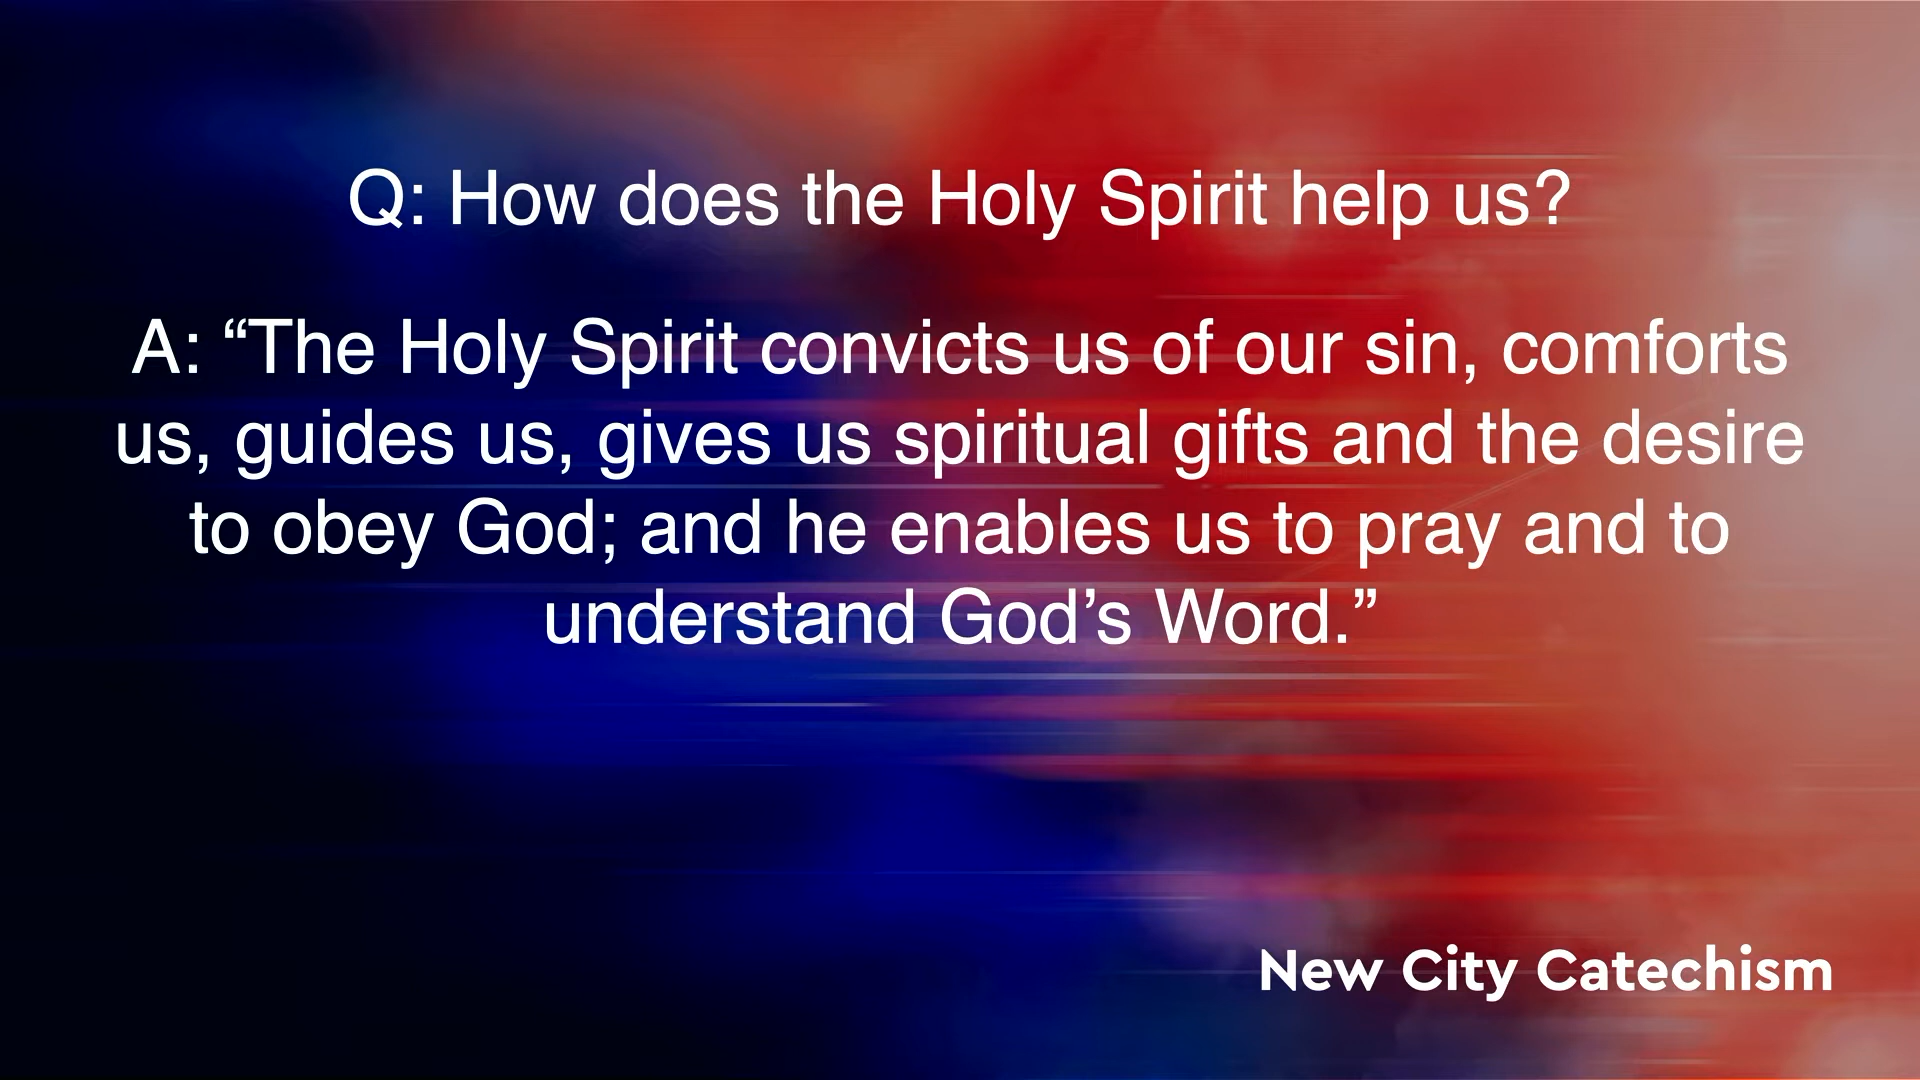 Q: How does the Holy Spirit help us?
A: “The Holy Spirit convicts us of our sin, comforts
us, guides us, gives us spiritual gifts and the desire
to obey God; and he enables us to pray and to
understand God’s Word.”
New City Catechism